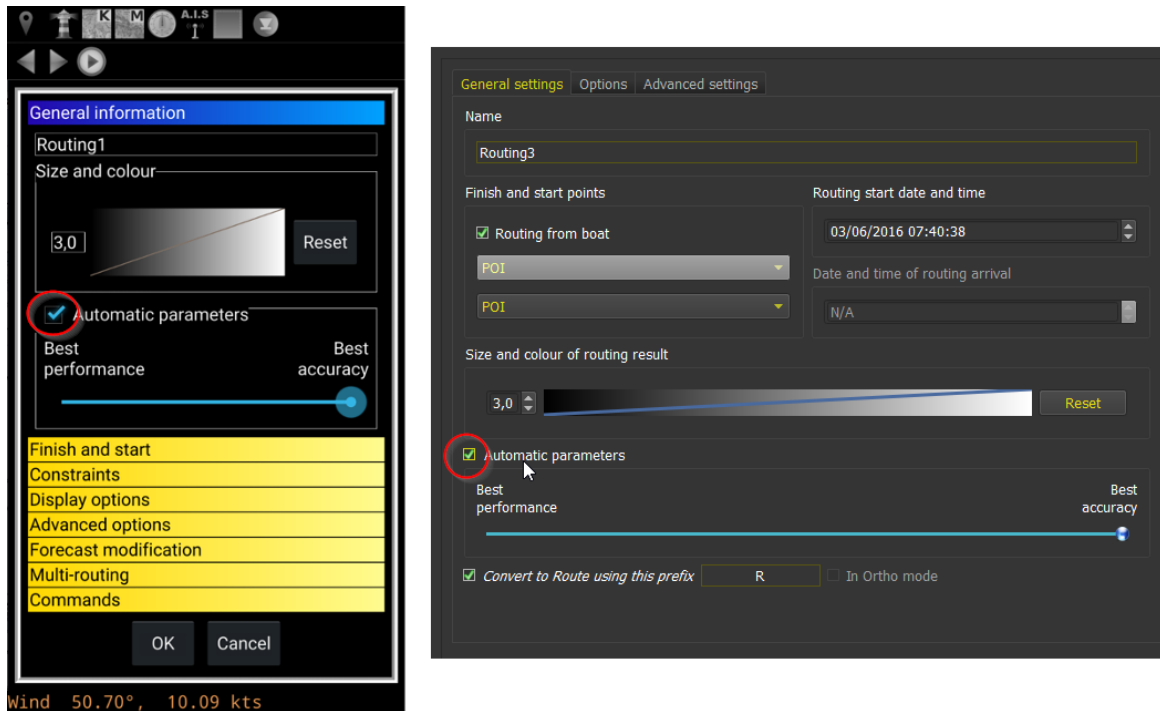 K
M
A.I.S
General information
Routing1
Size and colour
3,0
Reset
Automatic parameters
Best Best
performance accuracy
Finish and start
Constraints
Display options
Advanced options
Forecast modification
Multi-routing
Commands
OK Cancel
Wind 50.70°, 10.09 kts
General settings Options Advanced settings
Name
Routing3
Finish and start points Routing start date and time
Routing from boat 03/06/2016 07:40:38
POI Date and time of routing arrival
POI N/A
Size and colour of routing result
3,0 Reset
Automatic parameters
Best Best
performance accuracy
Convert to Route using this prefix R In Ortho mode